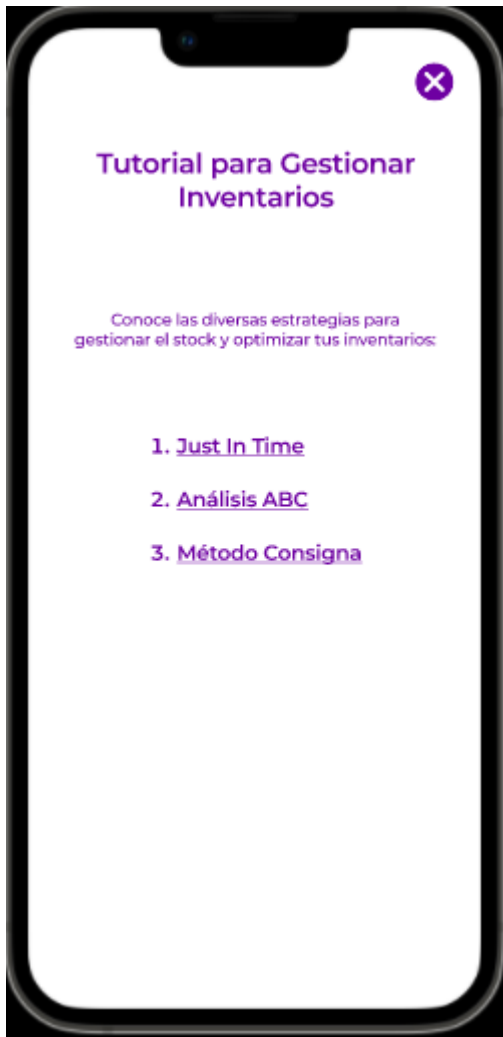 Tutorial para Gestionar
Inventarios
Conoce las diversas estrategias para
gestionar el stock y optimizar tus inventarios:
1. Just In Time
2. Análisis ABC
3. Método Consigna